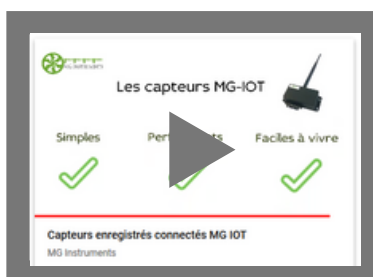 Les capteurs MG-IOT
Simples
Faciles à vivre
Capteurs enregistrés connectés MG IOT
MG Instruments